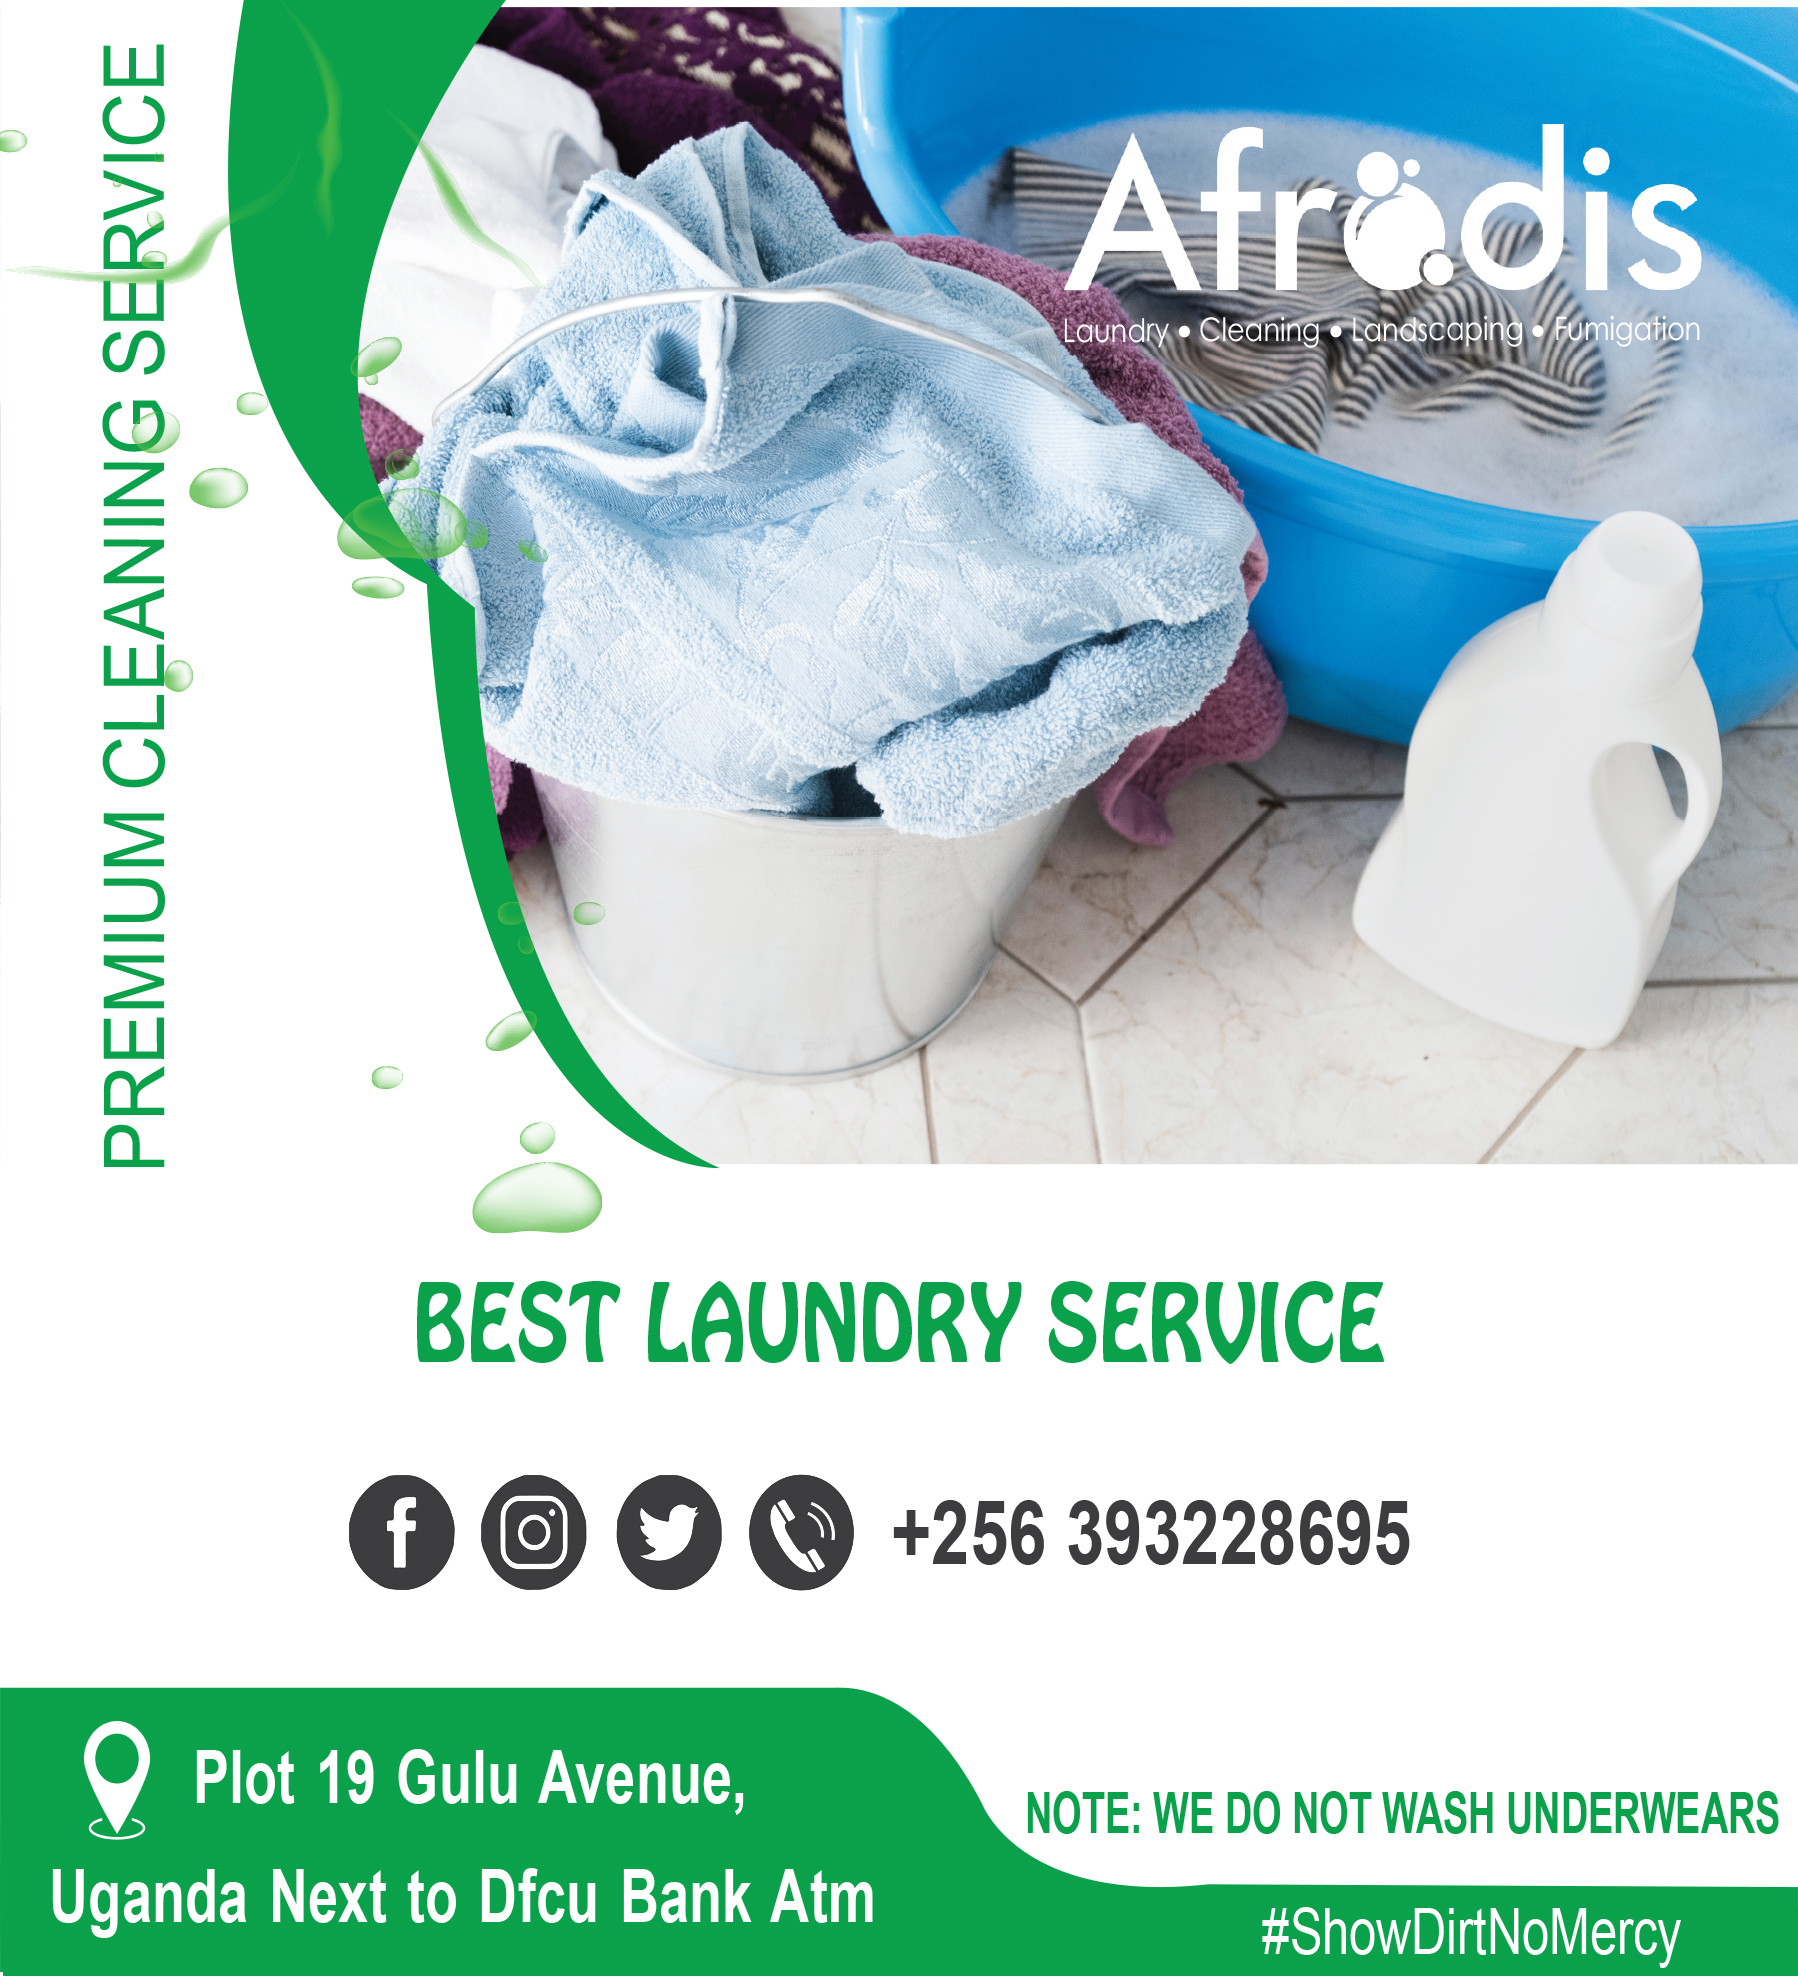 PREMIUM CLEANING SERVICE
Afrodis
Laundry • Cleaning • Landscaping • Fumigation
BEST LAUNDRY SERVICE
+256 393228695
Plot 19 Gulu Avenue,
Uganda Next to Dfcu Bank Atm
NOTE: WE DO NOT WASH UNDERWEARS
#ShowDirtNoMercy